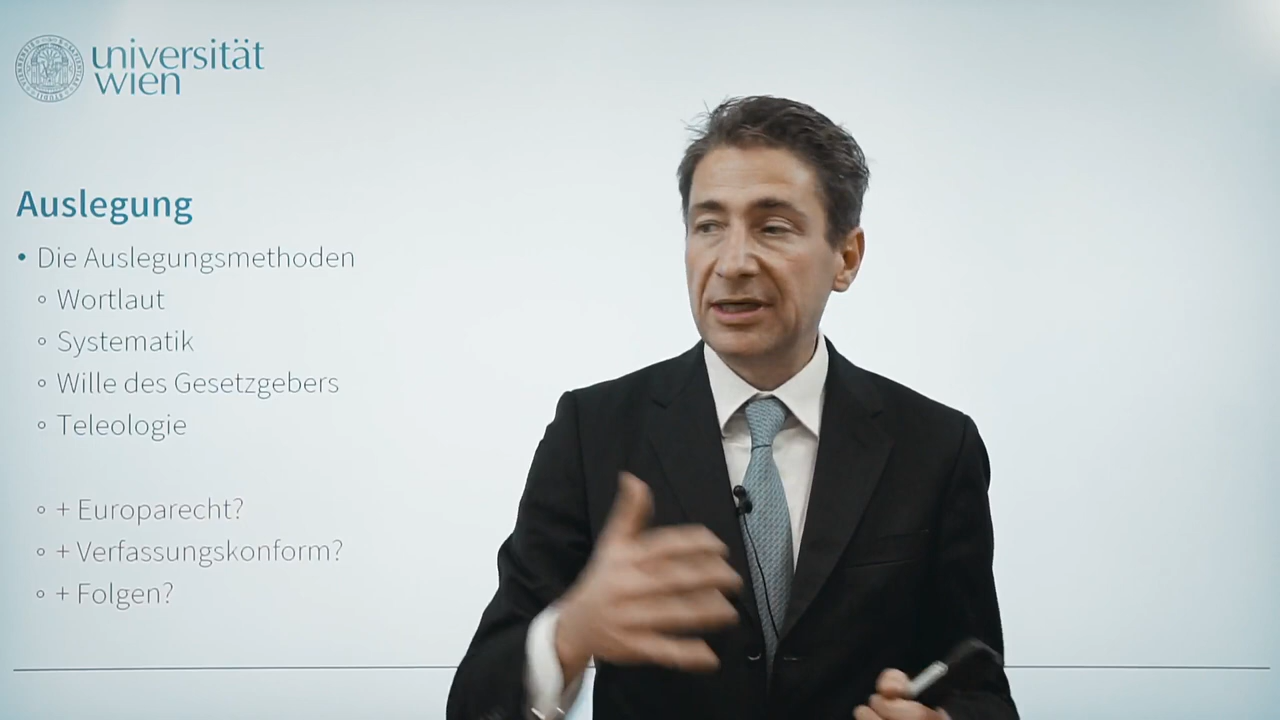 universität
wien
Auslegung
• Die Auslegungsmethoden
◦ Wortlaut
◦ Systematik
◦ Wille des Gesetzgebers
◦ Teleologie
◦ + Europarecht?
◦ + Verfassungskonform?
◦ + Folgen?